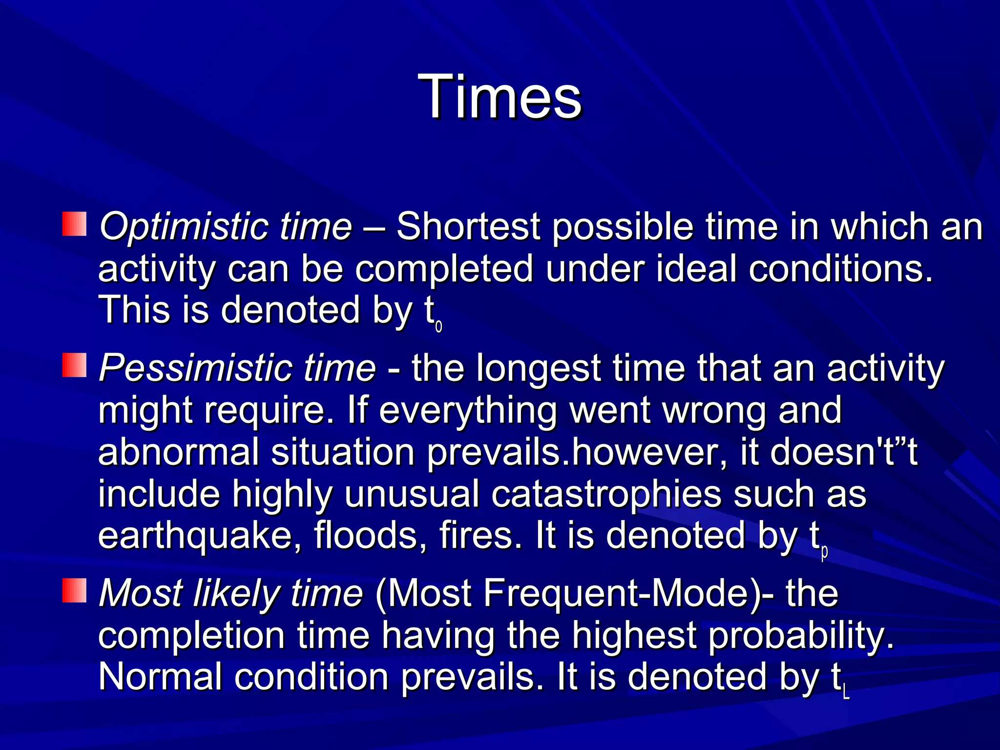 Times
Optimistic time – Shortest possible time in which an
activity can be completed under ideal conditions.
This is denoted by to
Pessimistic time - the longest time that an activity
might require. If everything went wrong and
abnormal situation prevails.however, it doesn't”t
include highly unusual catastrophies such as
earthquake, floods, fires. It is denoted by tp
Most likely time (Most Frequent-Mode)- the
completion time having the highest probability.
Normal condition prevails. It is denoted by tL